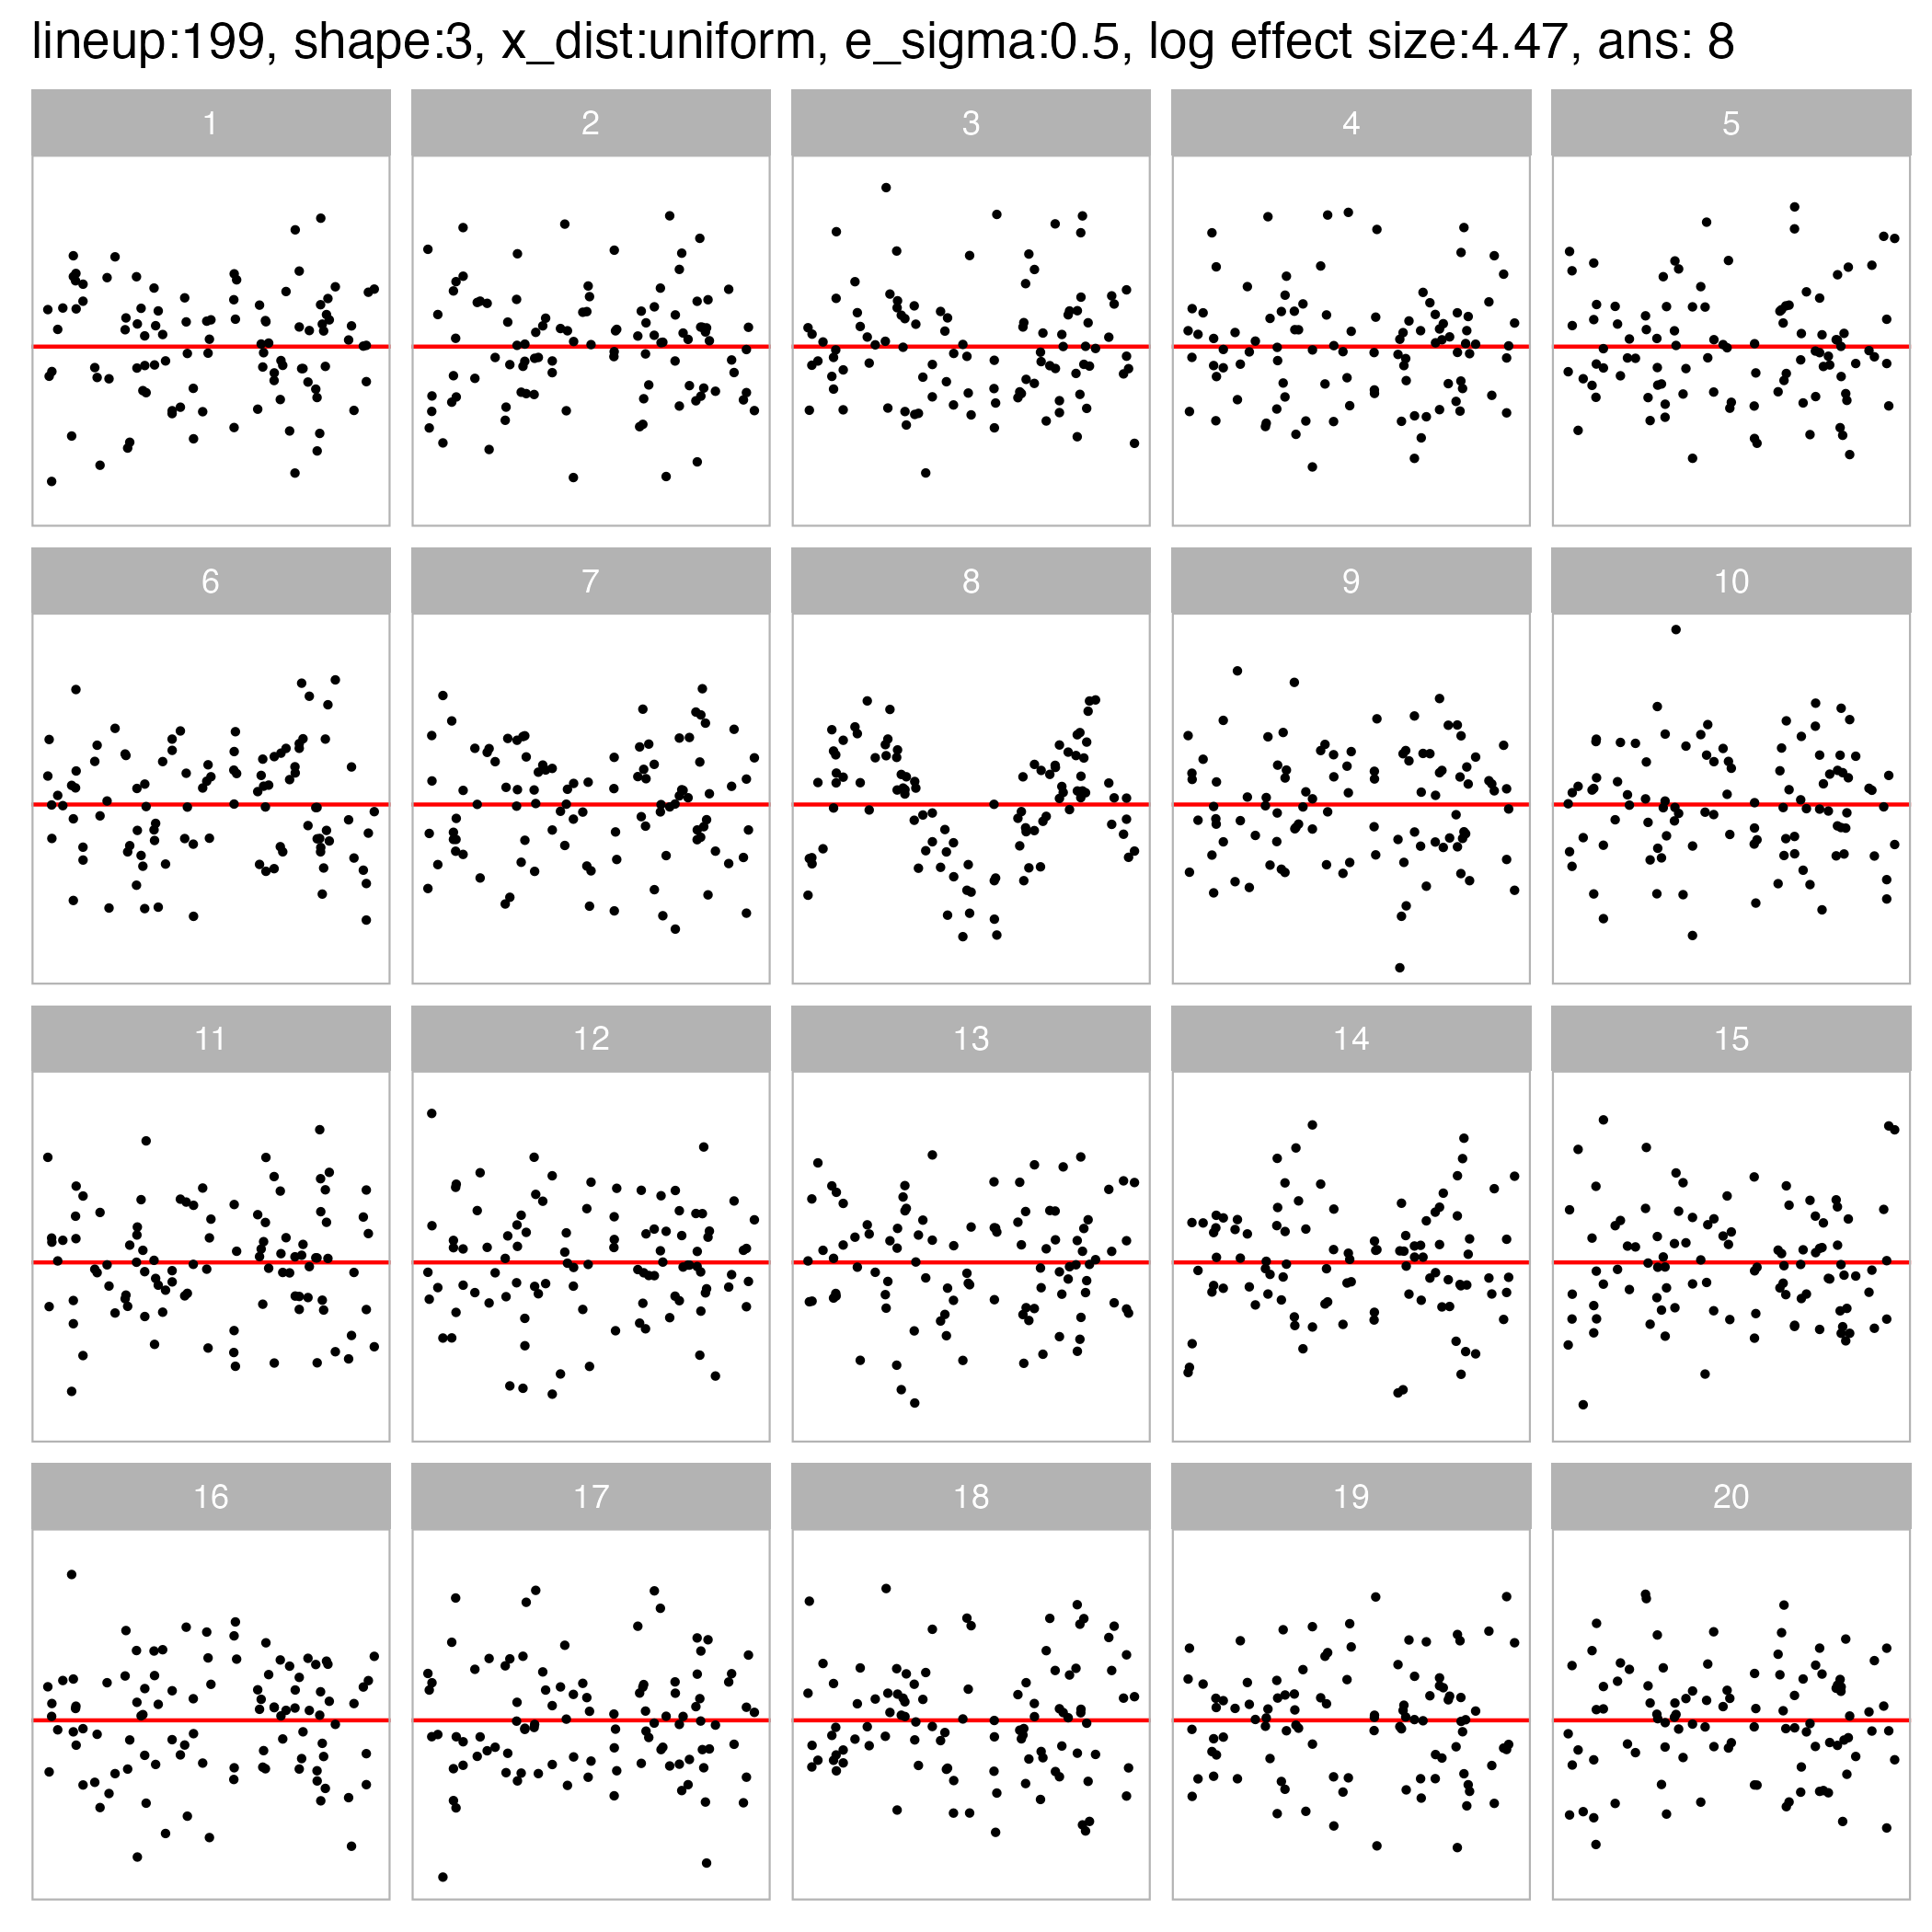 lineup:199, shape:3, x_dist:uniform, e_sigma:0.5, log effect size:4.47, ans: 8
1 2 3 4 5
6 7 8 9 10
11 12 13 14 15
16 17 18 19 20